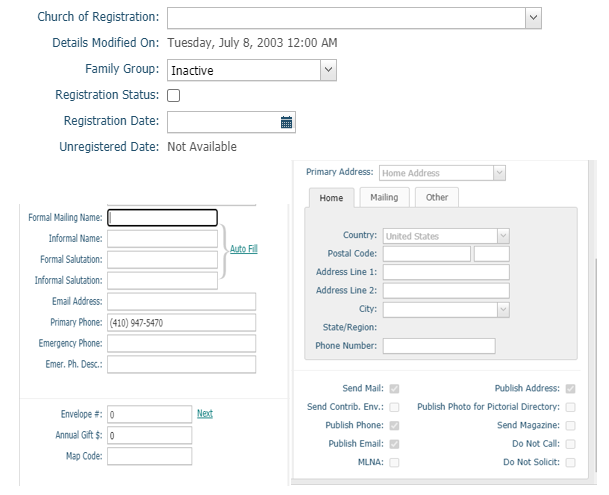 Church of Registration:
Details Modified On: Tuesday, July 8, 2003 12:00 AM
Family Group: Inactive
Registration Status:
Registration Date:
Unregistered Date: Not Available
Formal Mailing Name:
Informal Name:
Auto Fill
Formal Salutation:
Informal Salutation:
Email Address:
Primary Phone: (410) 947-5470
Emergency Phone:
Emer. Ph. Desc.:
Envelope #: 0 Next
Annual Gift $: 0
Map Code:
Primary Address: Home Address
Home Mailing Other
Country: United States
Postal Code:
Address Line 1:
Address Line 2:
City:
State/Region:
Phone Number:
Send Mail: Publish Address:
Send Contrib. Env.: Publish Photo for Pictorial Directory:
Publish Phone: Send Magazine:
Publish Email: Do Not Call:
MLNA: Do Not Solicit: